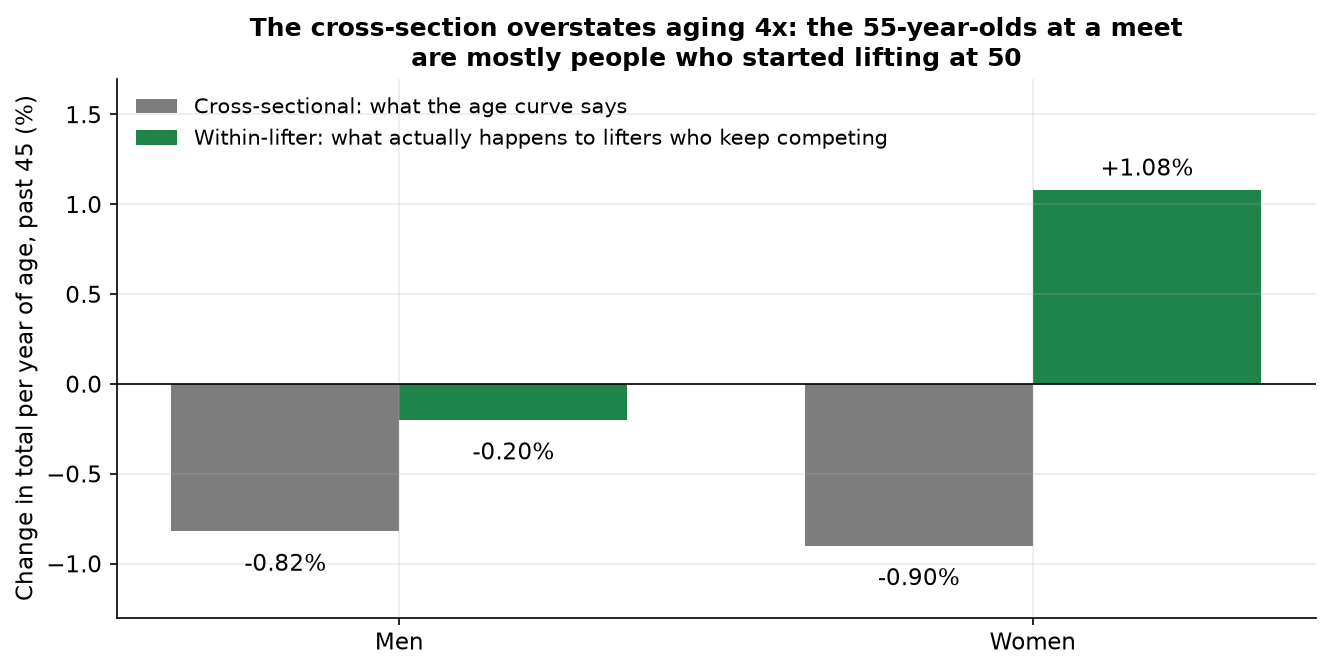 The cross-section overstates aging 4x: the 55-year-olds at a meet
are mostly people who started lifting at 50
Cross-sectional: what the age curve says
Within-lifter: what actually happens to lifters who keep competing
Change in total per year of age, past 45 (%)
1.5
1.0
0.5
0.0
−0.5
−1.0
-0.82%
-0.20%
-0.90%
+1.08%
Men
Women